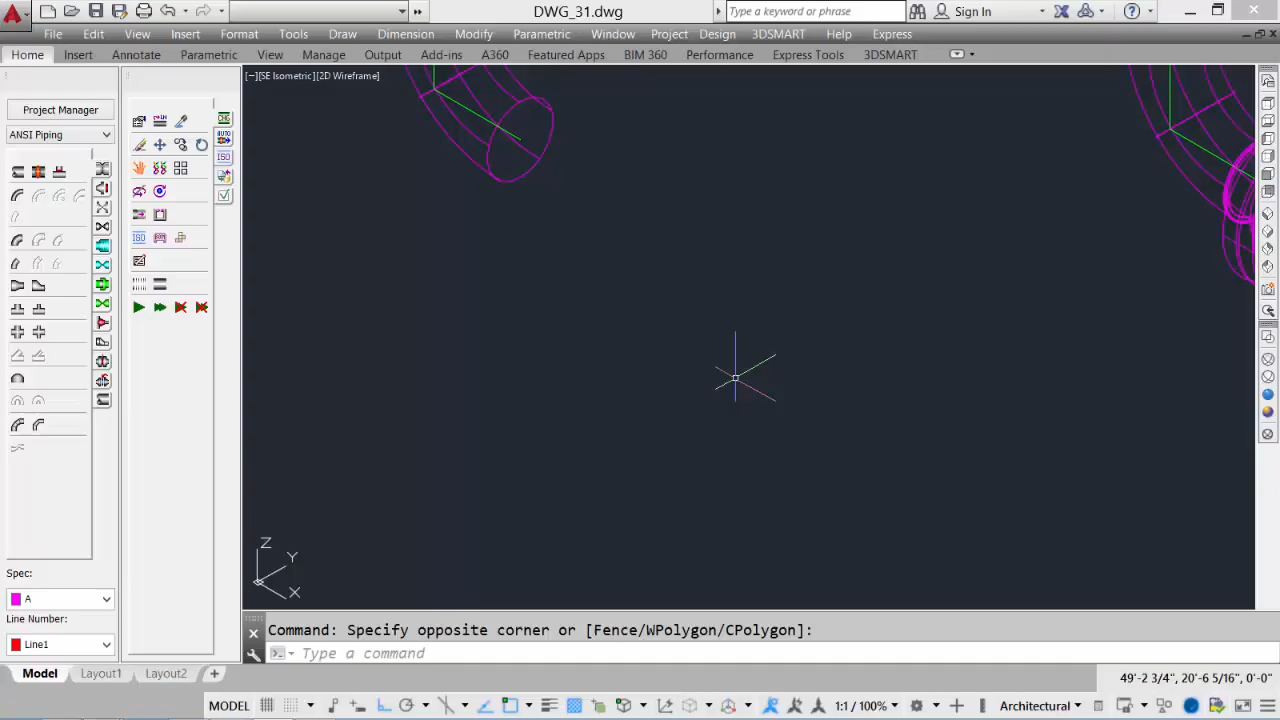 DWG_31.dwg
Type a keyword or phrase
Sign In
File Edit View Insert Format Tools Draw Dimension Modify Parametric Window Project Design 3DSMART Help Express
Home Insert Annotate Parametric View Manage Output Add-ins A360 Featured Apps BIM 360 Performance Express Tools 3DSMART
[−][SE Isometric][2D Wireframe]
Project Manager
ANSI Piping
AUTO
ISO
ISO
Z
Y
X
Spec:
A
Line Number:
Line1
Command: Specify opposite corner or [Fence/WPolygon/CPolygon]:
Type a command
Model Layout1 Layout2
49'-2 3/4", 20'-6 5/16", 0'-0"
MODEL 1:1 / 100% Architectural